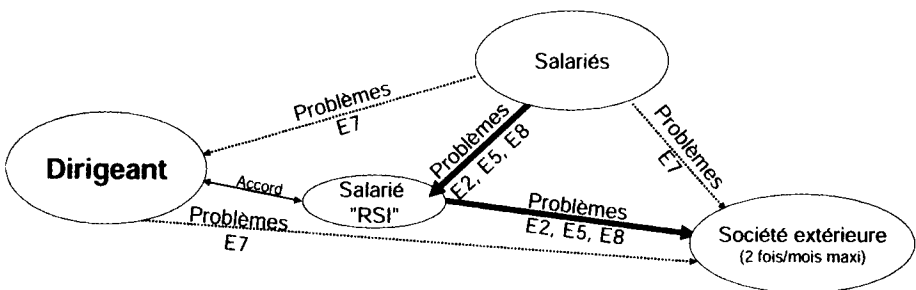 Salariés
Problèmes
E7
Problèmes
E2, E5, E8
Problèmes
E7
Dirigeant
Accord
Salarié
"RSI"
Problèmes
E7
Problèmes
E2, E5, E8
Société extérieure
(2 fois/mois maxi)